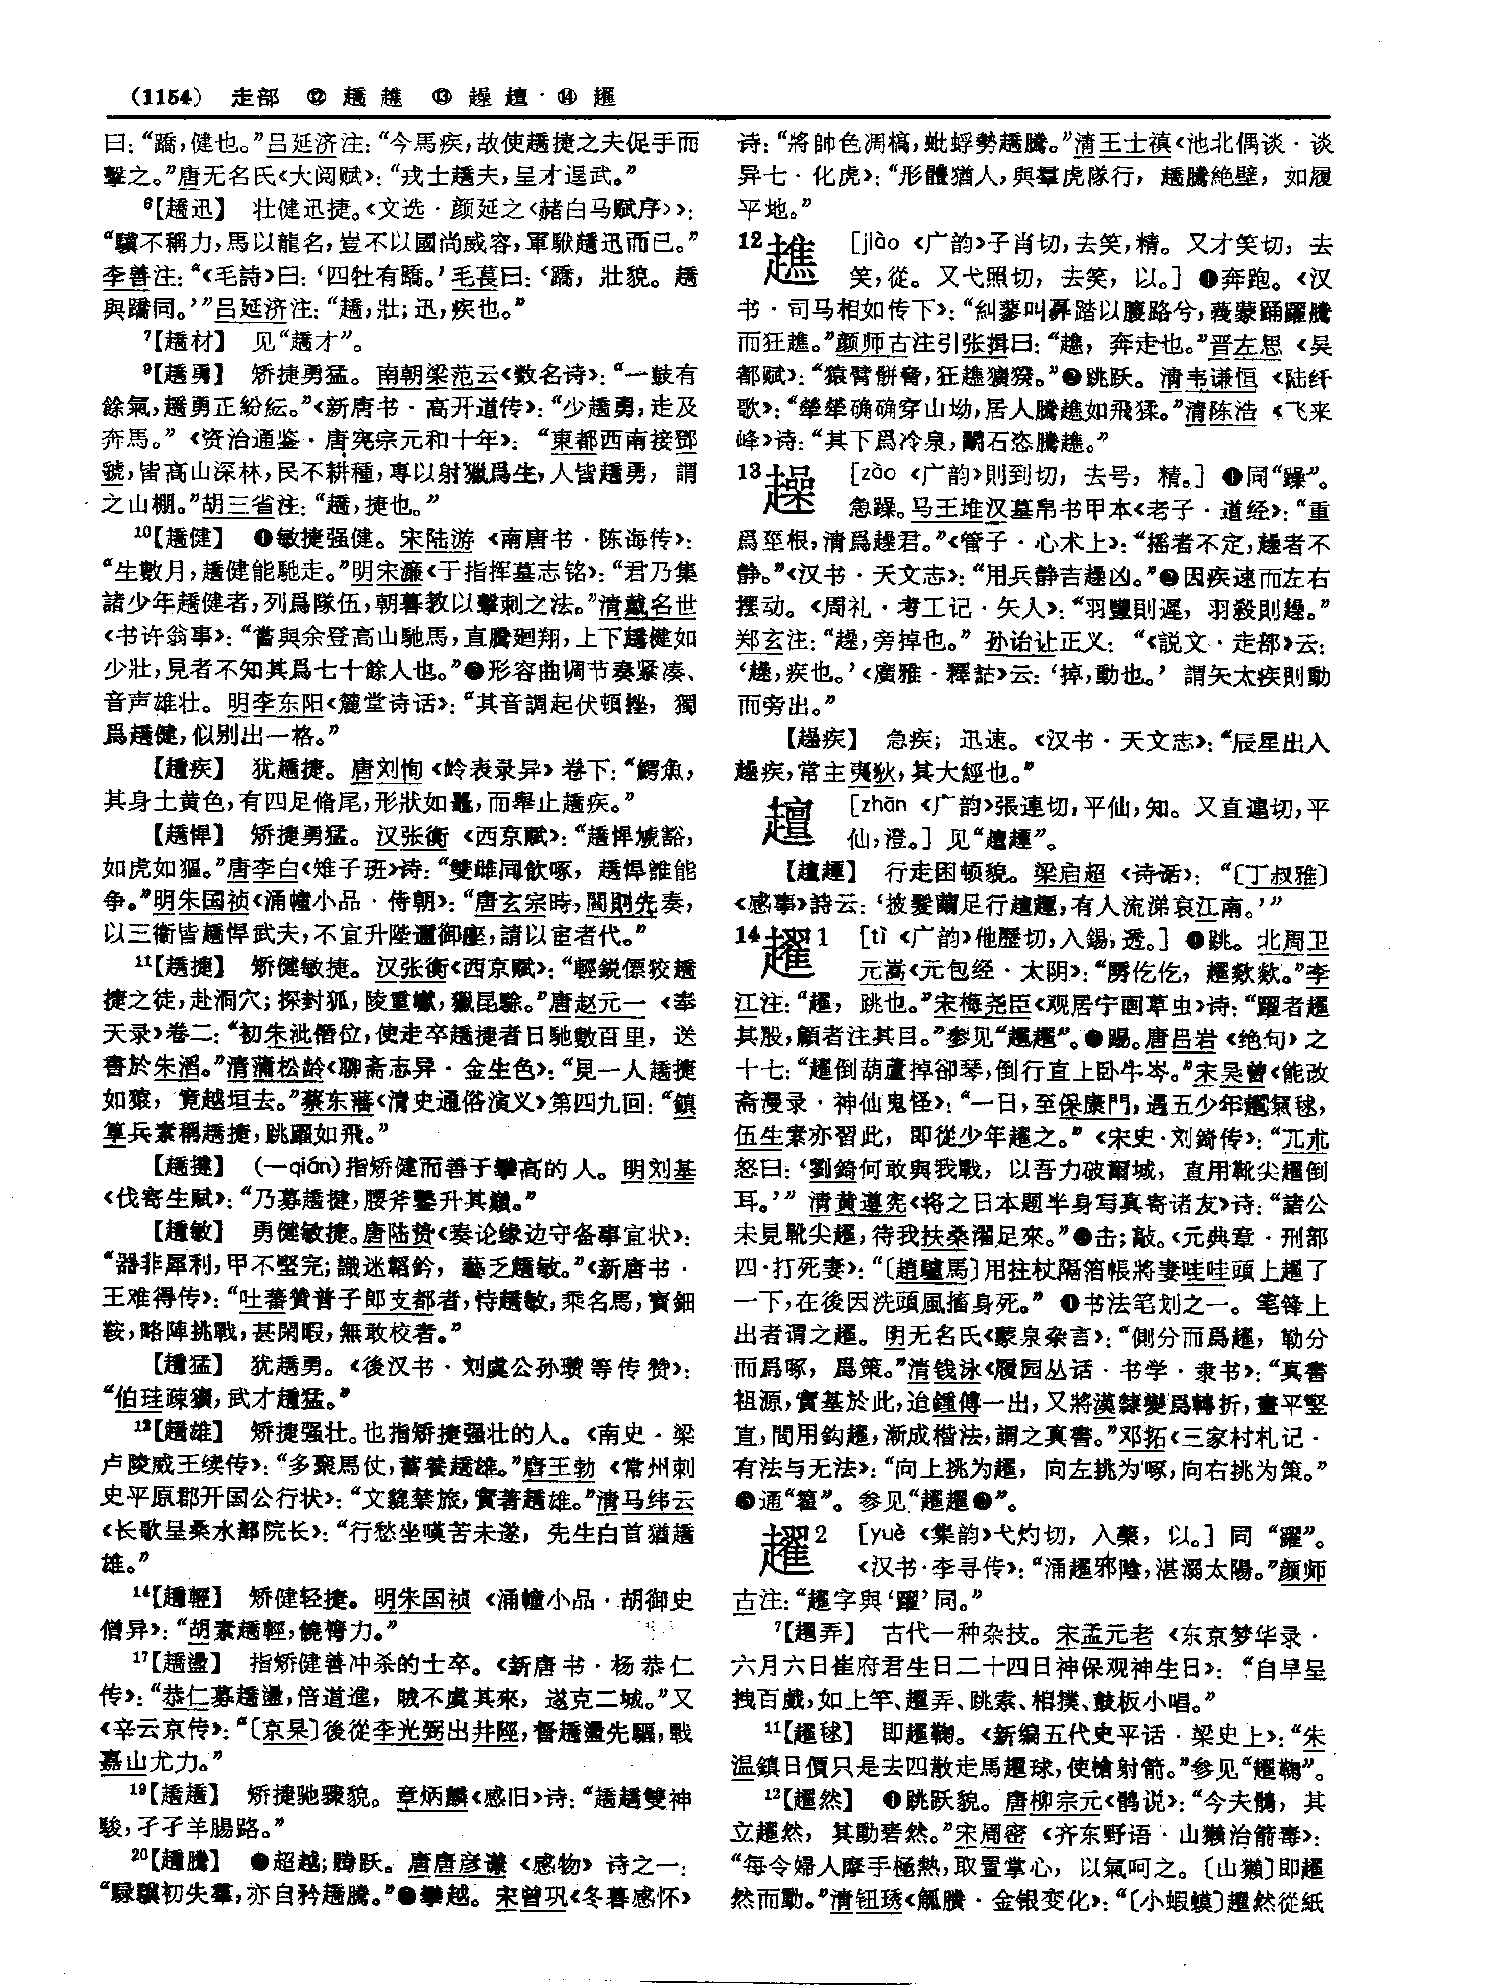 （1154） 走部 ⑫ 趫 趭 ⑬ 趮 䞣·⑭ 趯
曰：“蹻，健也。”吕延济注：“今馬疾，故使趫捷之夫促手而
擊之。”唐无名氏《大阅赋》：“戎士趫夫，呈才逞武。”
⁶【趫迅】 壮健迅捷。《文选·颜延之〈赭白马赋序〉》：
“驥不稱力，馬以龍名，豈不以國尚威容，軍駥趫迅而已。”
李善注：“《毛詩》曰：‘四牡有蹻。’毛萇曰：‘蹻，壯貌。趫
與蹻同。’”吕延济注：“趫，壯；迅，疾也。”
⁷【趫材】 见“趫才”。
⁹【趫勇】 矫捷勇猛。南朝梁范云《数名诗》：“一鼓有
餘氣，趫勇正紛紜。”《新唐书·高开道传》：“少趫勇，走及
奔馬。”《资治通鉴·唐宪宗元和十年》：“東都西南接鄧
虢，皆高山深林，民不耕種，專以射獵爲生，人皆趫勇，謂
之山棚。”胡三省注：“趫，捷也。”
¹⁰【趫健】 ❶敏捷强健。宋陆游《南唐书·陈海传》：
“生數月，趫健能馳走。”明宋濂《于指挥墓志铭》：“君乃集
諸少年趫健者，列爲隊伍，朝暮教以擊刺之法。”清戴名世
《书许翁事》：“嘗與余登高山馳馬，直騰廻翔，上下趫健如
少壯，見者不知其爲七十餘人也。”❷形容曲调节奏紧凑、
音声雄壮。明李东阳《麓堂诗话》：“其音調起伏頓挫，獨
爲趫健，似别出一格。”
【趫疾】 犹趫捷。唐刘恂《岭表录异》卷下：“鰐魚，
其身土黄色，有四足脩尾，形狀如鼉，而舉止趫疾。”
【趫悍】 矫捷勇猛。汉张衡《西京赋》：“趫悍虓豁，
如虎如貙。”唐李白《雉子班》诗：“雙雌同飲啄，趫悍誰能
争。”明朱国祯《涌幢小品·侍朝》：“唐玄宗時，閤則先奏，
以三衛皆趫悍武夫，不宜升陛邇御座，請以宦者代。”
¹¹【趫捷】 矫健敏捷。汉张衡《西京赋》：“輕鋭僄狡趫
捷之徒，赴洞穴；探封狐，陵重巘，獵昆駼。”唐赵元一《奉
天录》卷二：“初朱泚僭位，使走卒趫捷者日馳數百里，送
書於朱滔。”清蒲松龄《聊斋志异·金生色》：“見一人趫捷
如猿，竟越垣去。”蔡东藩《清史通俗演义》第四九回：“鎮
筸兵素稱趫捷，跳躍如飛。”
【趫揵】 (—qián)指矫健而善于攀高的人。明刘基
《伐寄生赋》：“乃募趫揵，腰斧鑿升其巔。”
【趫敏】 勇健敏捷。唐陆贽《奏论缘边守备事宜状》：
“器非犀利，甲不堅完；識迷韜鈐，藝乏趫敏。”《新唐书·
王难得传》：“吐蕃贊普子郎支都者，恃趫敏，乘名馬，寶鈿
鞍，略陣挑戰，甚閑暇，無敢校者。”
【趫猛】 犹趫勇。《後汉书·刘虞公孙瓒等传赞》：
“伯珪疎獷，武才趫猛。”
¹²【趫雄】 矫捷强壮。也指矫捷强壮的人。《南史·梁
卢陵威王续传》：“多聚馬仗，蓄養趫雄。”唐王勃《常州刺
史平原郡开国公行状》：“文貔禁旅，實著趫雄。”清马纬云
《长歌呈桑水部院长》：“行愁坐嘆苦未遂，先生白首猶趫
雄。”
¹⁴【趫輕】 矫健轻捷。明朱国祯《涌幢小品·胡御史
僧异》：“胡素趫輕，饒膂力。”
¹⁷【趫盪】 指矫健善冲杀的士卒。《新唐书·杨恭仁
传》：“恭仁募趫盪，倍道進，賊不虞其來，遂克二城。”又
《辛云京传》：“〔京杲〕後從李光弼出井陘，督趫盪先驅，戰
嘉山尤力。”
¹⁹【趫趫】 矫捷驰骤貌。章炳麟《感旧》诗：“趫趫雙神
駿，孑孑羊腸路。”
²⁰【趫騰】 ❶超越；腾跃。唐唐彦谦《感物》诗之一：
“騄驥初失羣，亦自矜趫騰。”❷攀越。宋曾巩《冬暮感怀》
诗：“將帥色凋槁，蚍蜉勢趫騰。”清王士禛《池北偶谈·谈
异七·化虎》：“形體猶人，與羣虎隊行，趫騰絶壁，如履
平地。”
12趭 [jiào 《广韵》子肖切，去笑，精。又才笑切，去
笑，從。又弋照切，去笑，以。] ❶奔跑。《汉
书·司马相如传下》：“糾蓼叫奡踏以朡路兮，薎蒙踊躍騰
而狂趭。”颜师古注引张揖曰：“趭，奔走也。”晋左思《吴
都赋》：“猿臂骿脅，狂趭獷猤。”❷跳跃。清韦谦恒《陆纤
歌》：“犖犖确确穿山坳，居人騰趭如飛猱。”清陈浩《飞来
峰》诗：“其下爲冷泉，鬭石恣騰趭。”
13趮 [zào 《广韵》則到切，去号，精。] ❶同“躁”。
急躁。马王堆汉墓帛书甲本《老子·道经》：“重
爲巠根，清爲趮君。”《管子·心术上》：“摇者不定，趮者不
静。”《汉书·天文志》：“用兵静吉趮凶。”❷因疾速而左右
摆动。《周礼·考工记·矢人》：“羽豐則遲，羽殺則趮。”
郑玄注：“趮，旁掉也。” 孙诒让正义：“《説文·走部》云：
‘趮，疾也。’《廣雅·釋詁》云：‘掉，動也。’ 謂矢太疾則動
而旁出。”
【趮疾】 急疾；迅速。《汉书·天文志》：“辰星出入
趮疾，常主夷狄，其大經也。”
䞣 [zhān 《广韵》張連切，平仙，知。又直連切，平
仙，澄。] 见“䞣趰”。
【䞣趰】 行走困顿貌。梁启超《诗话》：“〔丁叔雅〕
《感事》詩云：‘披髮繭足行䞣趰，有人流涕哀江南。’”
14趯1 [tì 《广韵》他歷切，入錫，透。] ❶跳。北周卫
元嵩《元包经·太阴》：“馬仡仡，趯欻欻。”李
江注：“趯，跳也。”宋梅尧臣《观居宁画草虫》诗：“躍者趯
其股，顧者注其目。”参见“趯趯”。❷踢。唐吕岩《绝句》之
十七：“趯倒葫蘆掉卻琴，倒行直上卧牛岑。”宋吴曾《能改
斋漫录·神仙鬼怪》：“一日，至保康門，遇五少年趯氣毬，
伍生素亦習此，即從少年趯之。”《宋史·刘錡传》：“兀朮
怒曰：‘劉錡何敢與我戰，以吾力破爾城，直用靴尖趯倒
耳。’” 清黄遵宪《将之日本题半身写真寄诸友》诗：“諸公
未見靴尖趯，待我扶桑濯足來。”❸击；敲。《元典章·刑部
四·打死妻》：“〔趙驢馬〕用拄杖隔箔帳將妻哇哇頭上趯了
一下，在後因洗頭風搐身死。” ❹书法笔划之一。笔锋上
出者谓之趯。明无名氏《蒙泉杂言》：“側分而爲趯，勒分
而爲啄，爲策。”清钱泳《履园丛话·书学·隶书》：“真書
祖源，實基於此，迨鍾傅一出，又將漢隸變爲轉折，畫平竪
直，間用鈎趯，漸成楷法，謂之真書。”邓拓《三家村札记·
有法与无法》：“向上挑为趯，向左挑为啄，向右挑为策。”
❺通“籊”。参见“趯趯❷”。
趯2 [yuè 《集韵》弋灼切，入藥，以。] 同“躍”。
《汉书·李寻传》：“涌趯邪陰，湛溺太陽。”颜师
古注：“趯字與‘躍’同。”
⁷【趯弄】 古代一种杂技。宋孟元老《东京梦华录·
六月六日崔府君生日二十四日神保观神生日》：“自早呈
拽百戲，如上竿、趯弄、跳索、相撲、鼓板小唱。”
¹¹【趯毬】 即趯鞠。《新编五代史平话·梁史上》：“朱
温鎮日價只是去四散走馬趯球，使槍射箭。”参见“趯鞠”。
¹²【趯然】 ❶跳跃貌。唐柳宗元《鹘说》：“今夫鶻，其
立趯然，其動砉然。”宋周密《齐东野语·山獭治箭毒》：
“每令婦人摩手極熱，取置掌心，以氣呵之。〔山獺〕即趯
然而動。”清钮琇《觚賸·金银变化》：“〔小蝦蟆〕趯然從紙